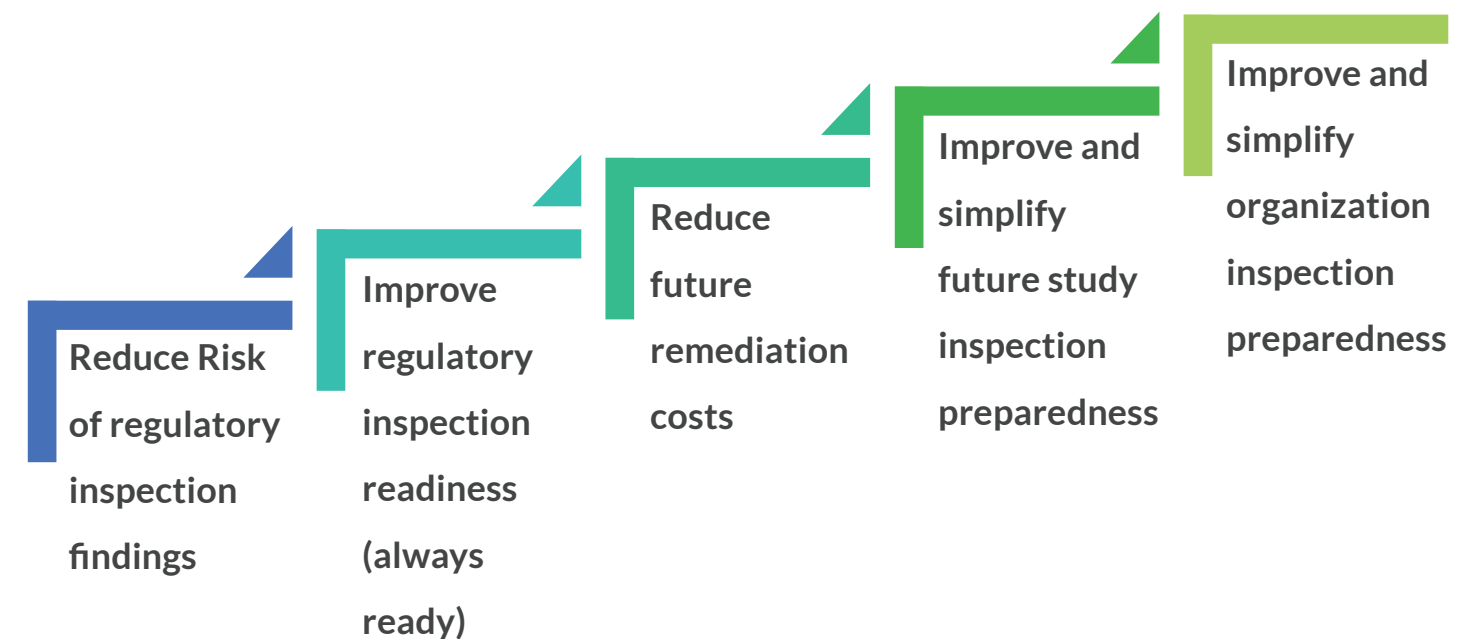 Reduce Risk
of regulatory
inspection
findings
Improve
regulatory
inspection
readiness
(always
ready)
Reduce
future
remediation
costs
Improve and
simplify
future study
inspection
preparedness
Improve and
simplify
organization
inspection
preparedness